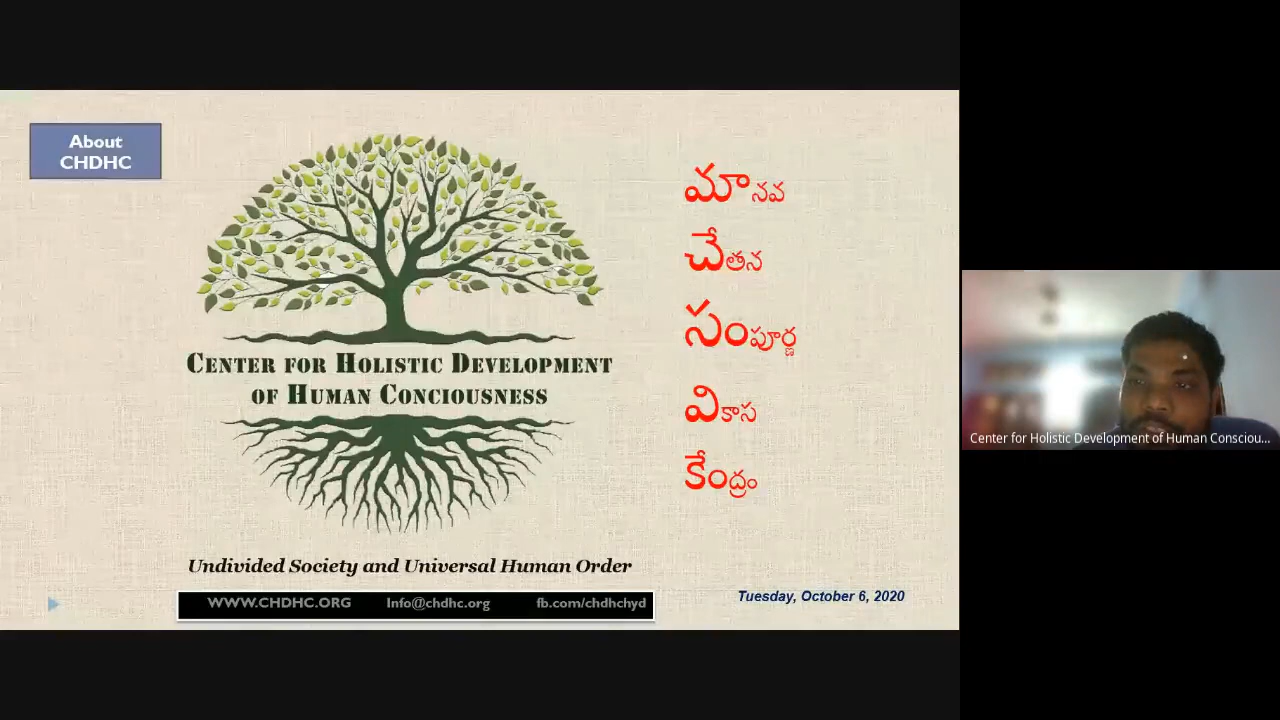 About
CHDHC
CENTER FOR HOLISTIC DEVELOPMENT
OF HUMAN CONCIOUSNESS
Undivided Society and Universal Human Order
WWW.CHDHC.ORG Info@chdhc.org fb.com/chdhchyd
మానవ
చేతన
సంపూర్ణ
వికాస
కేంద్రం
Tuesday, October 6, 2020
Center for Holistic Development of Human Consciou...